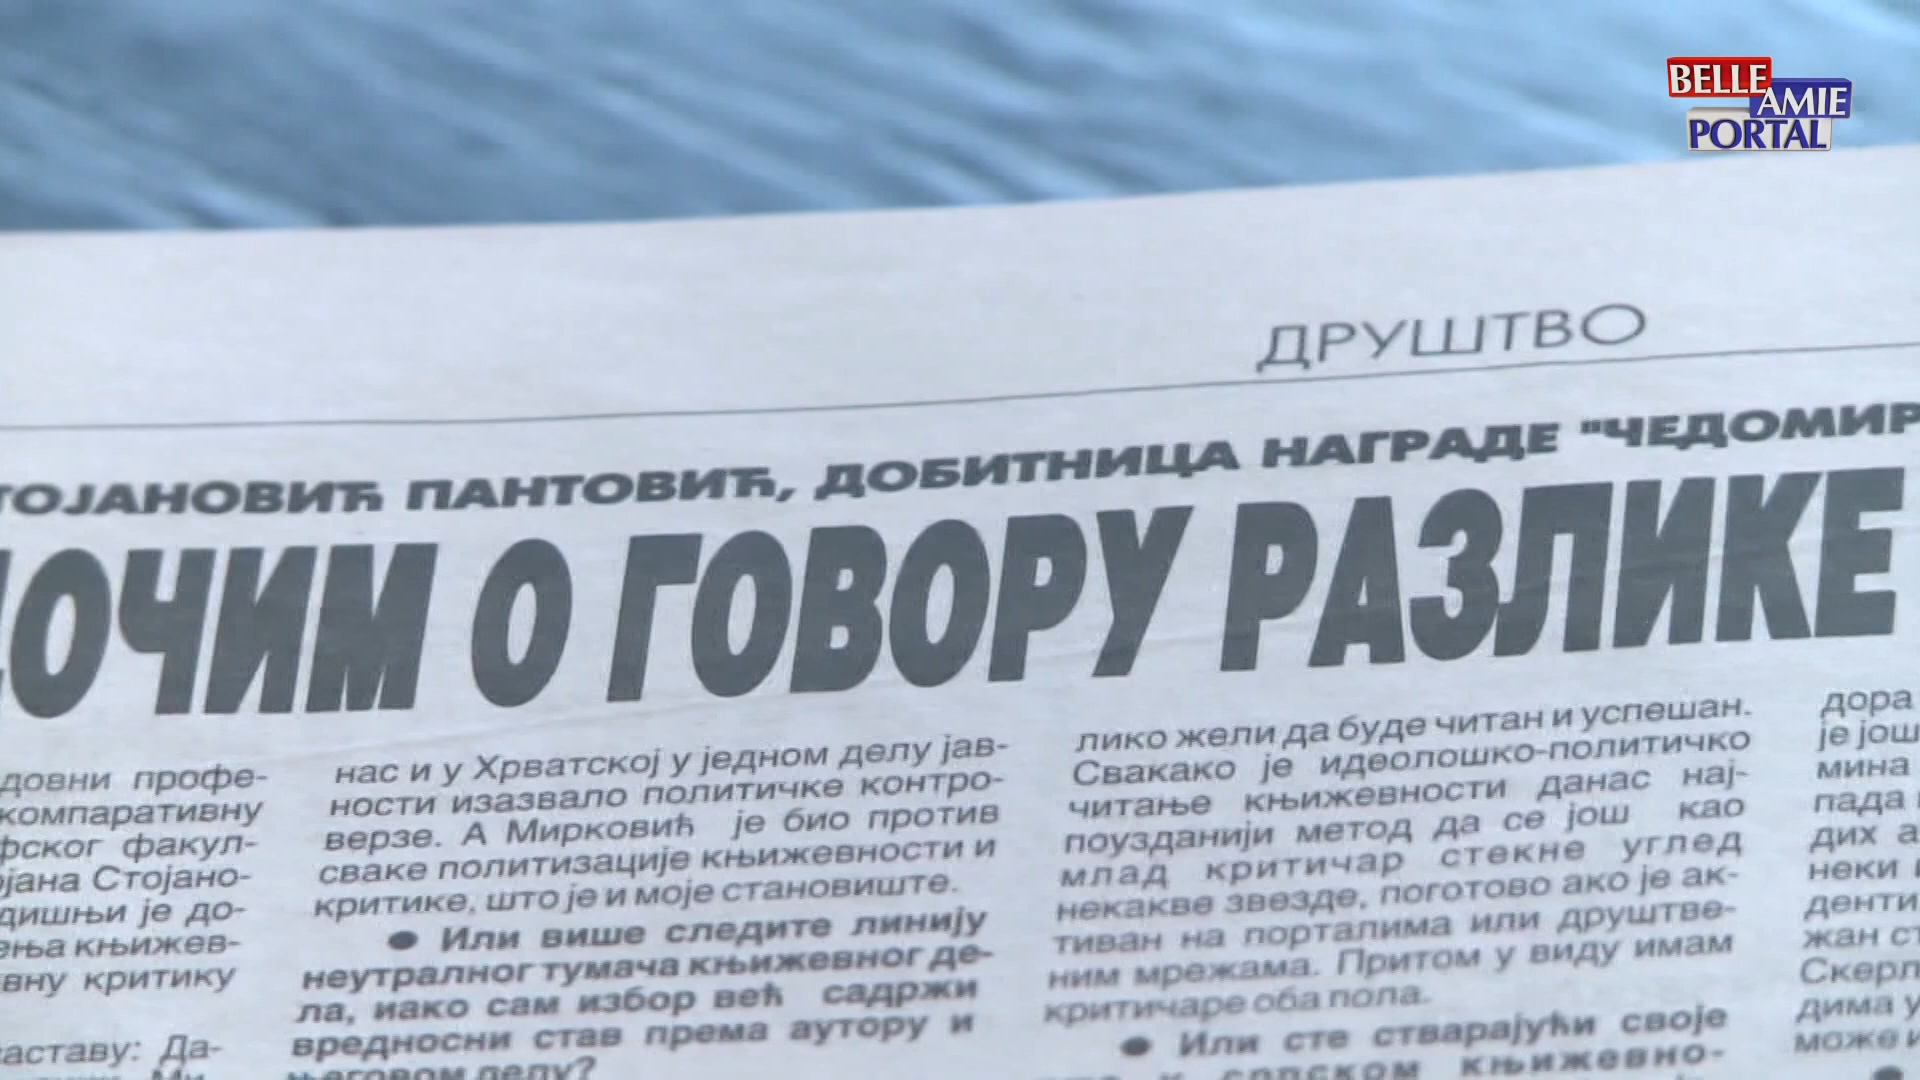 BELLE
AMIE
PORTAL
ДРУШТВО
ТОЈАНОВИЋ ПАНТОВИЋ, ДОБИТНИЦА НАГРАДЕ "ЧЕДОМИР
ДОЧИМ О ГОВОРУ РАЗЛИКЕ
довни профе-
компаративну
фског факул-
ојана Стојано-
дишњи је до-
ења књижев-
вну критику
заставу: Да-
нас и у Хрватској у једном делу јав-
ности изазвало политичке контро-
верзе. А Мирковић је био против
сваке политизације књижевности и
критике, што је и моје становиште.
● Или више следите линију
неутралног тумача књижевног де-
ла, иако сам избор већ садржи
вредносни став према аутору и
његовом делу?
лико жели да буде читан и успешан.
Свакако је идеолошко-политичко
читање књижевности данас нај-
поузданији метод да се још као
млад критичар стекне углед
некакве звезде, поготово ако је ак-
тиван на порталима или друштве-
ним мрежама. Притом у виду имам
критичаре оба пола.
● Или сте стварајући своје
српском књижевно-
дора
је још
мина
пада
дих а
неки
денти
жан ст
Скерл
дима у
може и